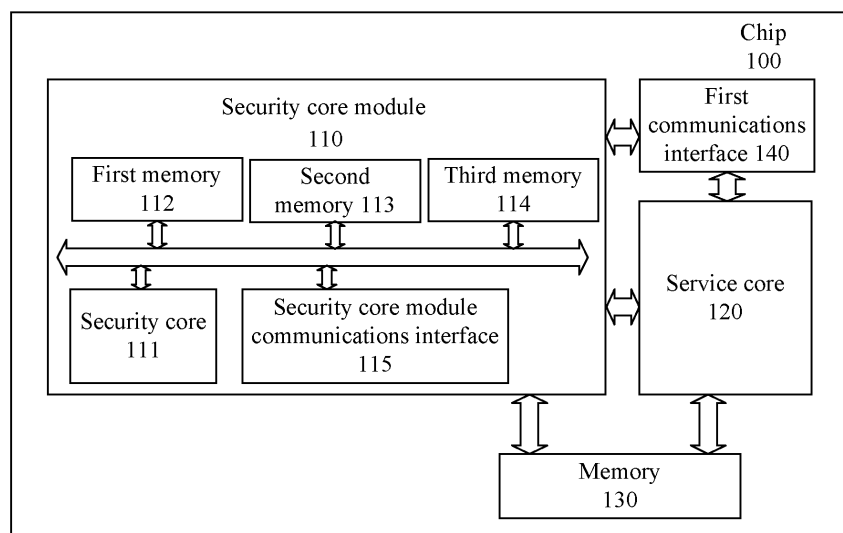 Chip
100
Security core module
110
First
communications
interface 140
First memory
112
Second
memory 113
Third memory
114
Security core
111
Security core module
communications interface
115
Service core
120
Memory
130